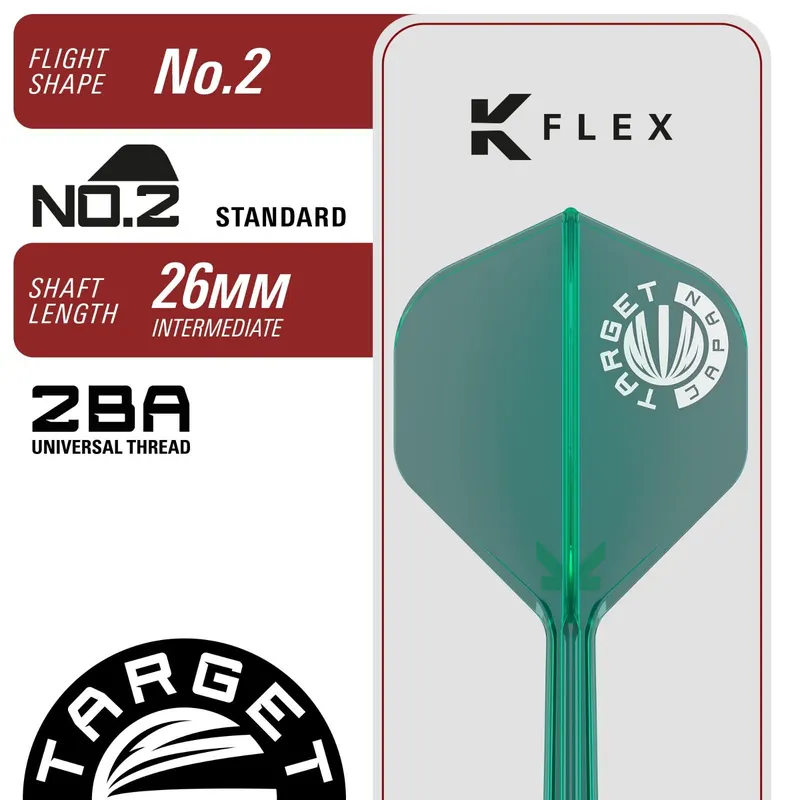 FLIGHT
SHAPE
No.2
NO.2
STANDARD
SHAFT
LENGTH
26MM
INTERMEDIATE
2BA
UNIVERSAL THREAD
TARGET
K FLEX
TARGET
JAPAN
K